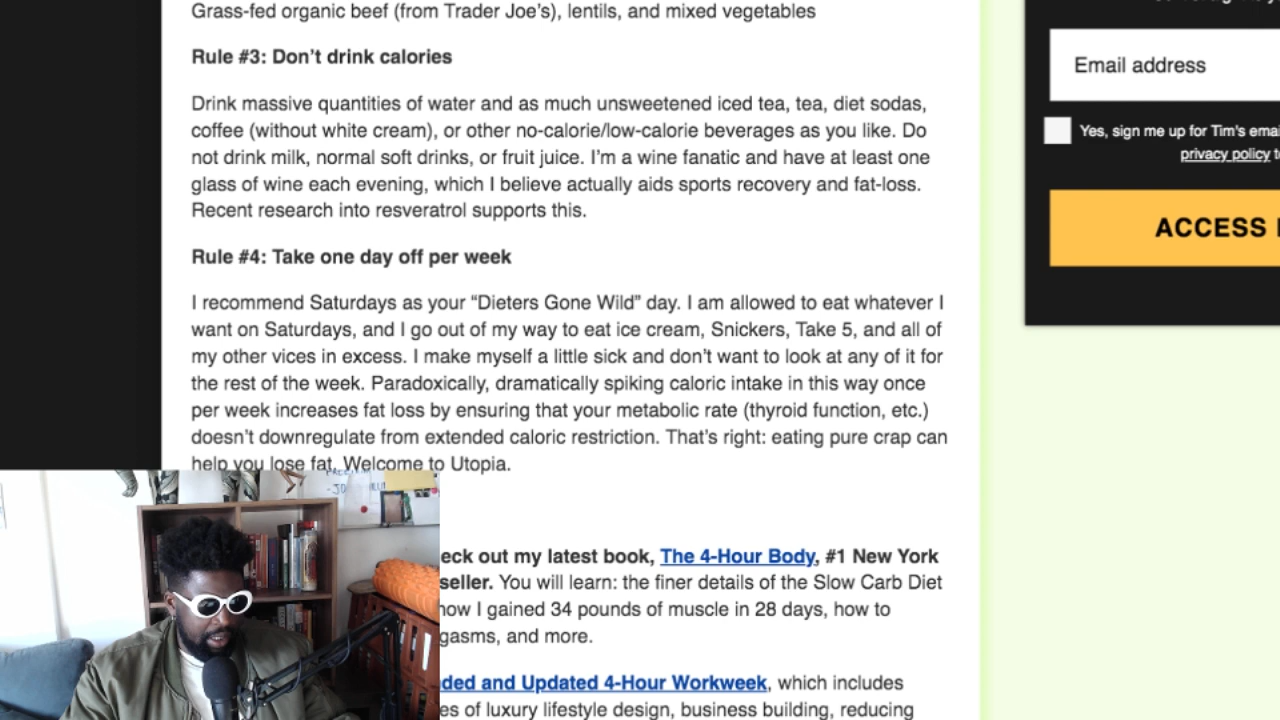 Grass-fed organic beef (from Trader Joe’s), lentils, and mixed vegetables
Rule #3: Don’t drink calories
Drink massive quantities of water and as much unsweetened iced tea, tea, diet sodas,
coffee (without white cream), or other no-calorie/low-calorie beverages as you like. Do
not drink milk, normal soft drinks, or fruit juice. I’m a wine fanatic and have at least one
glass of wine each evening, which I believe actually aids sports recovery and fat-loss.
Recent research into resveratrol supports this.
Rule #4: Take one day off per week
I recommend Saturdays as your “Dieters Gone Wild” day. I am allowed to eat whatever I
want on Saturdays, and I go out of my way to eat ice cream, Snickers, Take 5, and all of
my other vices in excess. I make myself a little sick and don’t want to look at any of it for
the rest of the week. Paradoxically, dramatically spiking caloric intake in this way once
per week increases fat loss by ensuring that your metabolic rate (thyroid function, etc.)
doesn’t downregulate from extended caloric restriction. That’s right: eating pure crap can
help you lose fat. Welcome to Utopia.
eck out my latest book, The 4-Hour Body, #1 New York
seller. You will learn: the finer details of the Slow Carb Diet
how I gained 34 pounds of muscle in 28 days, how to
gasms, and more.
ded and Updated 4-Hour Workweek, which includes
es of luxury lifestyle design, business building, reducing
Email address
Yes, sign me up for Tim's emai
privacy policy t
ACCESS